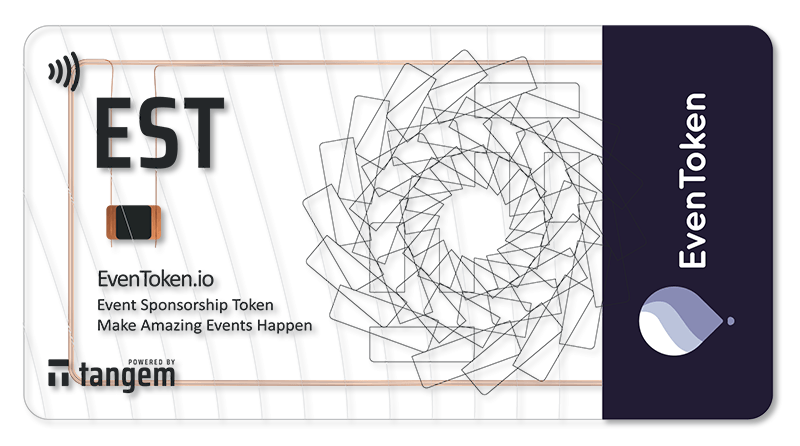 EST
EvenToken.io
Event Sponsorship Token
Make Amazing Events Happen
POWERED BY
tangem
EvenToken